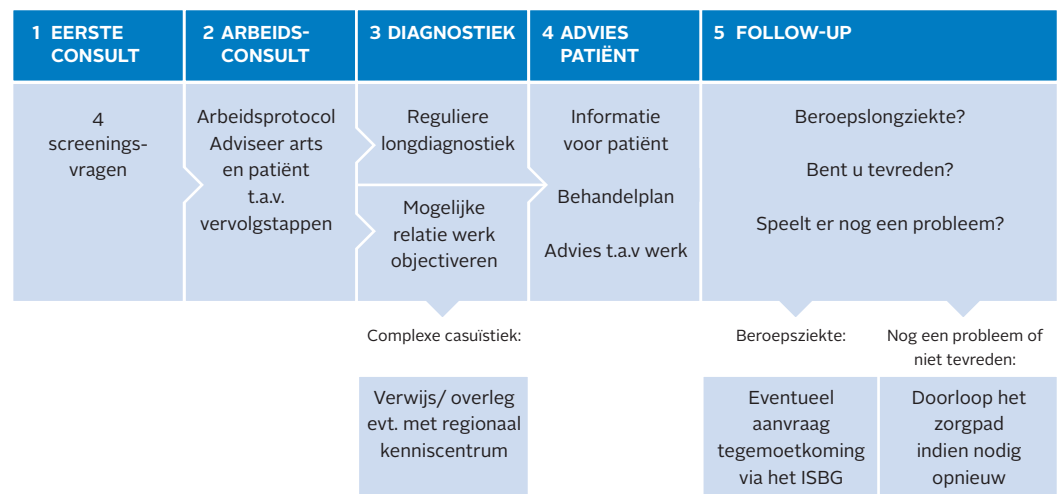 1 EERSTE
CONSULT
2 ARBEIDS-
CONSULT
3 DIAGNOSTIEK
4 ADVIES
PATIËNT
5 FOLLOW-UP
4
screenings-
vragen
Arbeidsprotocol
Adviseer arts
en patiënt
t.a.v.
vervolgstappen
Reguliere
longdiagnostiek
Mogelijke
relatie werk
objectiveren
Informatie
voor patiënt
Behandelplan
Advies t.a.v werk
Beroepslongziekte?
Bent u tevreden?
Speelt er nog een probleem?
Complexe casuïstiek:
Verwijs/ overleg
evt. met regionaal
kenniscentrum
Beroepsziekte:
Eventueel
aanvraag
tegemoetkoming
via het ISBG
Nog een probleem of
niet tevreden:
Doorloop het
zorgpad
indien nodig
opnieuw